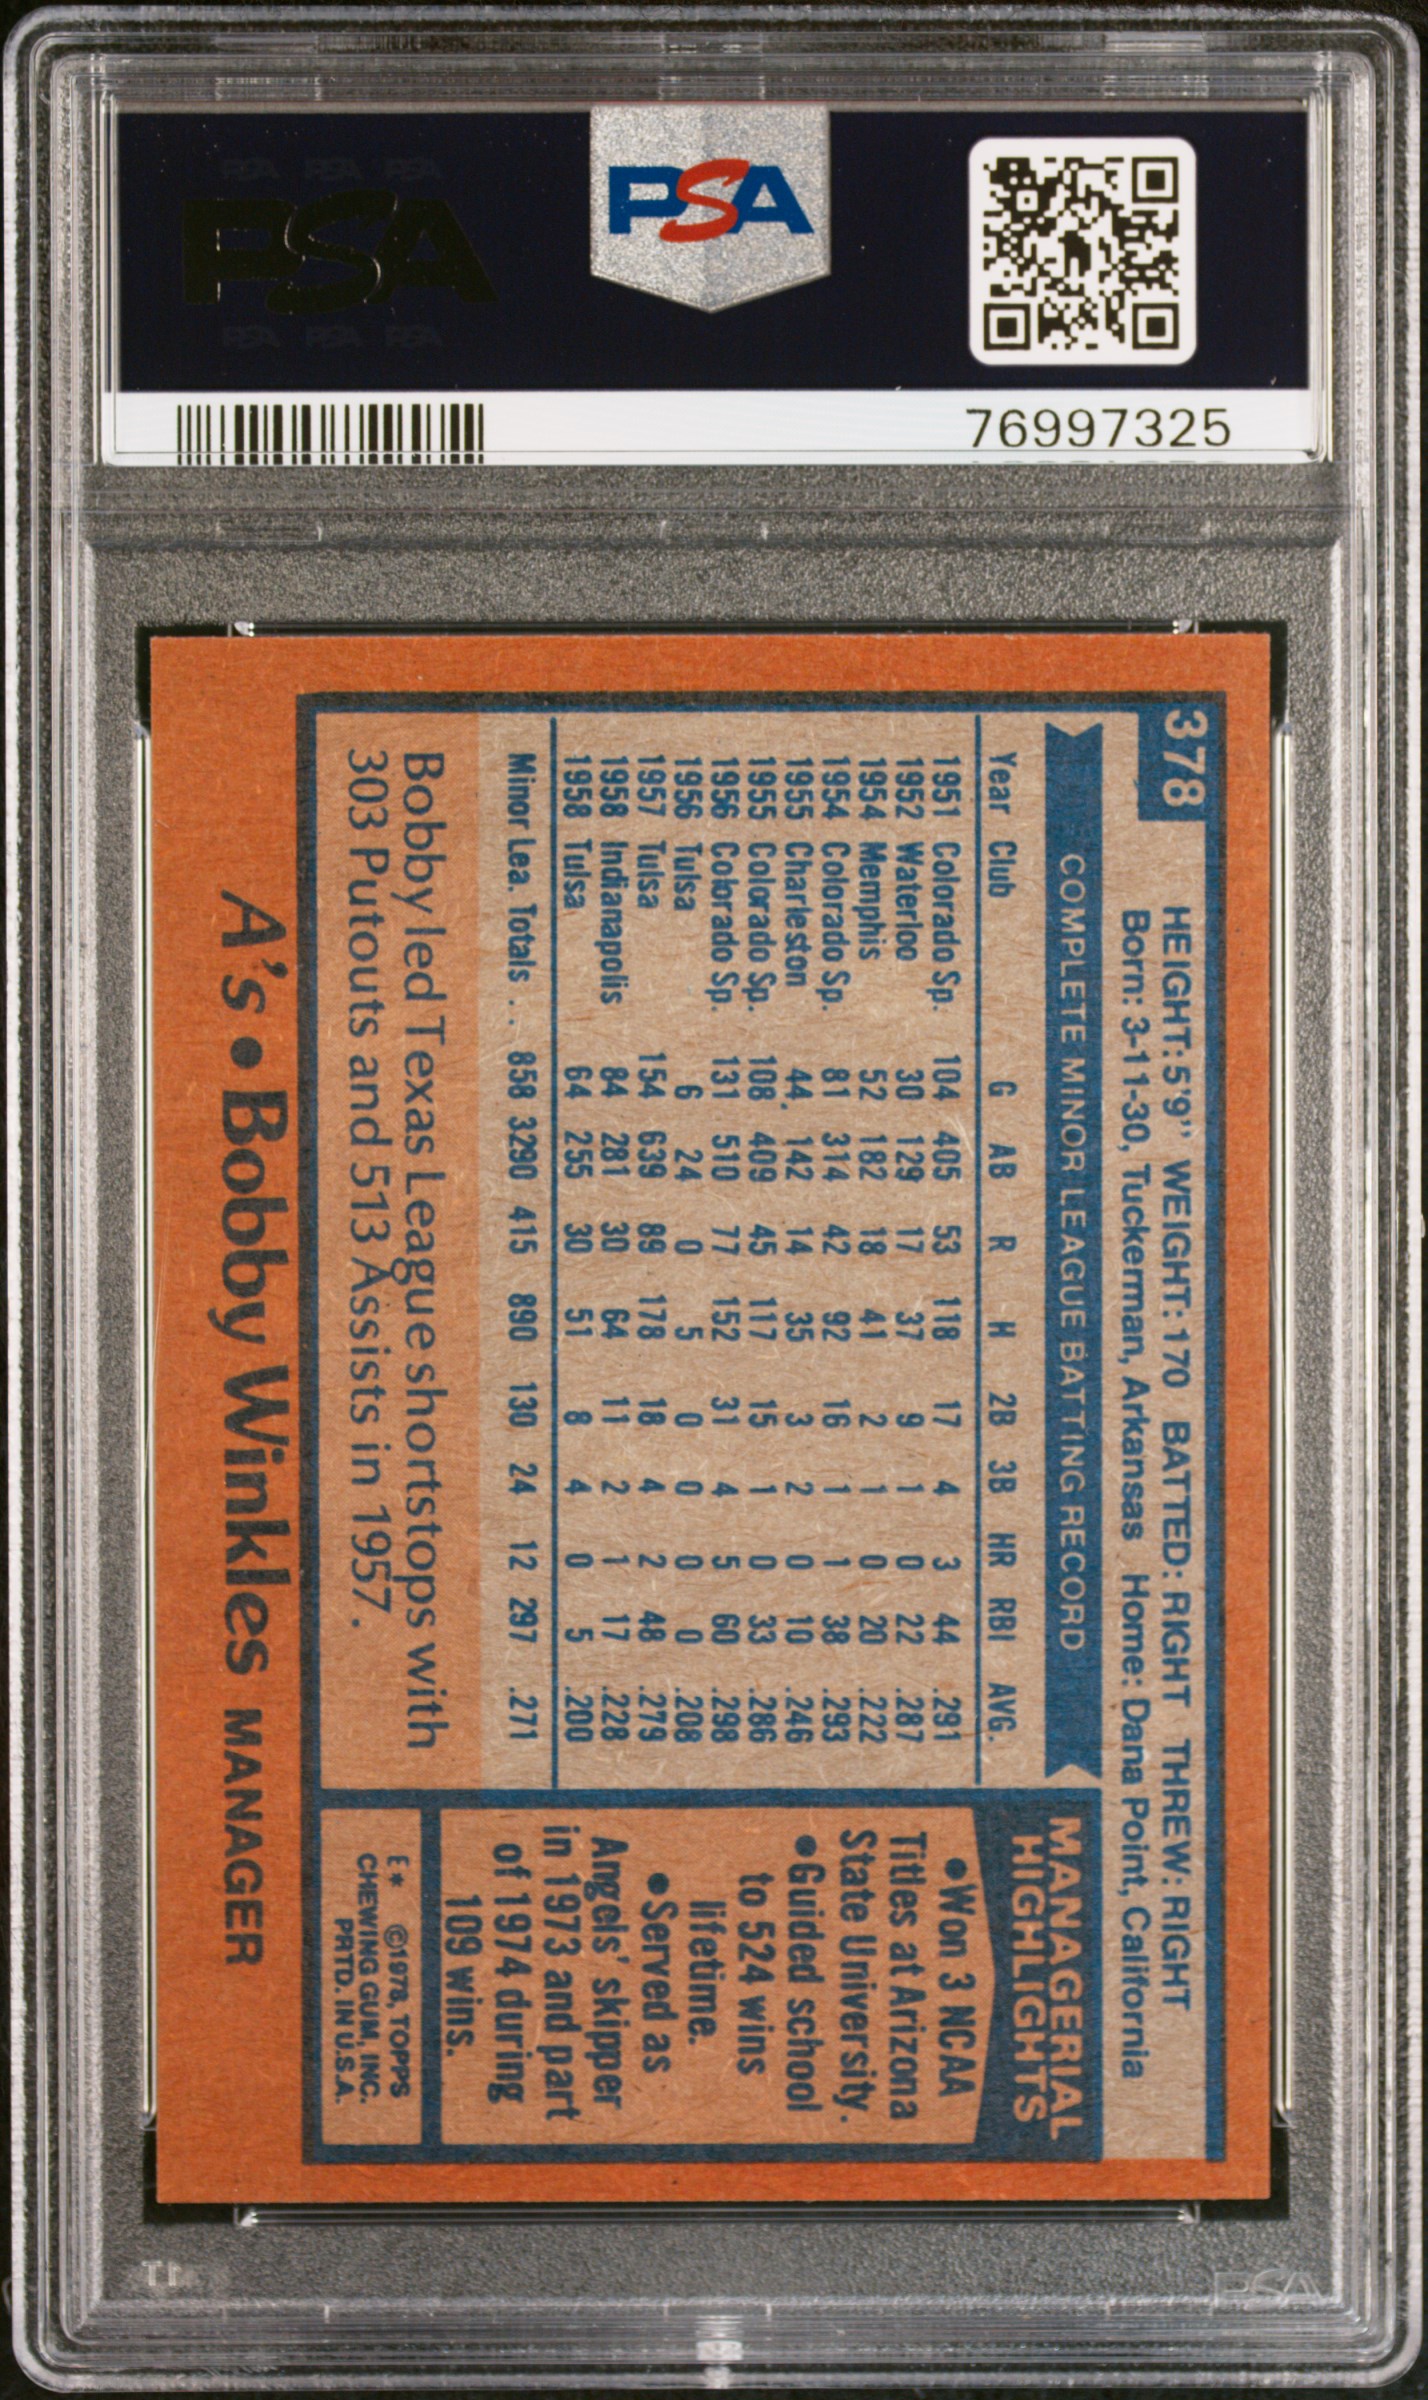 PSA PSA PSA
PSA
PSA PSA PSA
PSA
76997325
378
HEIGHT: 5'9" WEIGHT: 170 BATTED: RIGHT THREW: RIGHT
Born: 3-11-30, Tuckerman, Arkansas Home: Dana Point, California
COMPLETE MINOR LEAGUE BATTING RECORD
Year Club G AB R H 2B 3B HR RBI AVG.
1951 Colorado Sp. 104 405 53 118 17 4 3 44 .291
1952 Waterloo 30 129 17 37 9 1 0 22 .287
1954 Memphis 52 182 18 41 2 1 0 20 .222
1954 Colorado Sp. 81 314 42 92 16 1 1 38 .293
1955 Charleston 44 142 14 35 3 2 0 10 .246
1955 Colorado Sp. 108 409 45 117 15 1 0 33 .286
1956 Colorado Sp. 131 510 77 152 31 4 5 60 .298
1956 Tulsa 6 24 0 5 0 0 0 0 .208
1957 Tulsa 154 639 89 178 18 4 2 48 .279
1958 Indianapolis 84 281 30 64 11 2 1 17 .228
1958 Tulsa 64 255 30 51 8 4 0 5 .200
Minor Lea. Totals . . 858 3290 415 890 130 24 12 297 .271
Bobby led Texas League shortstops with
303 Putouts and 513 Assists in 1957.
MANAGERIAL
HIGHLIGHTS
•Won 3 NCAA
Titles at Arizona
State University.
•Guided school
to 524 wins
lifetime.
•Served as
Angels' skipper
in 1973 and part
of 1974 during
109 wins.
E* ©1978, TOPPS
CHEWING GUM, INC.
PRTD. IN U.S.A.
A's • Bobby Winkles MANAGER
PSA